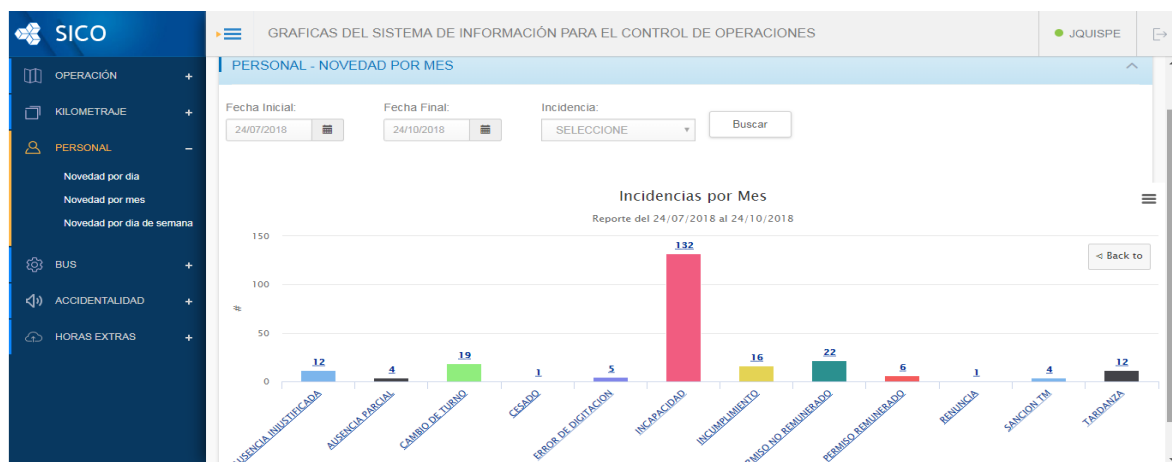 SICO
GRAFICAS DEL SISTEMA DE INFORMACIÓN PARA EL CONTROL DE OPERACIONES
JQUISPE
OPERACIÓN +
KILOMETRAJE +
PERSONAL –
Novedad por dia
Novedad por mes
Novedad por dia de semana
BUS +
ACCIDENTALIDAD +
HORAS EXTRAS +
PERSONAL - NOVEDAD POR MES
Fecha Inicial: Fecha Final: Incidencia:
24/07/2018 24/10/2018 SELECCIONE Buscar
Incidencias por Mes
Reporte del 24/07/2018 al 24/10/2018
< Back to
#
150
100
50
0
12 4 19 1 5 132 16 22 6 1 4 12
AUSENCIA INJUSTIFICADA
AUSENCIA PARCIAL
CAMBIO DE TURNO
CESADO
ERROR DE DIGITACION
INCAPACIDAD
INCUMPLIMIENTO
RMISO NO REMUNERADO
PERMISO REMUNERADO
RENUNCIA
SANCION TM
TARDANZA